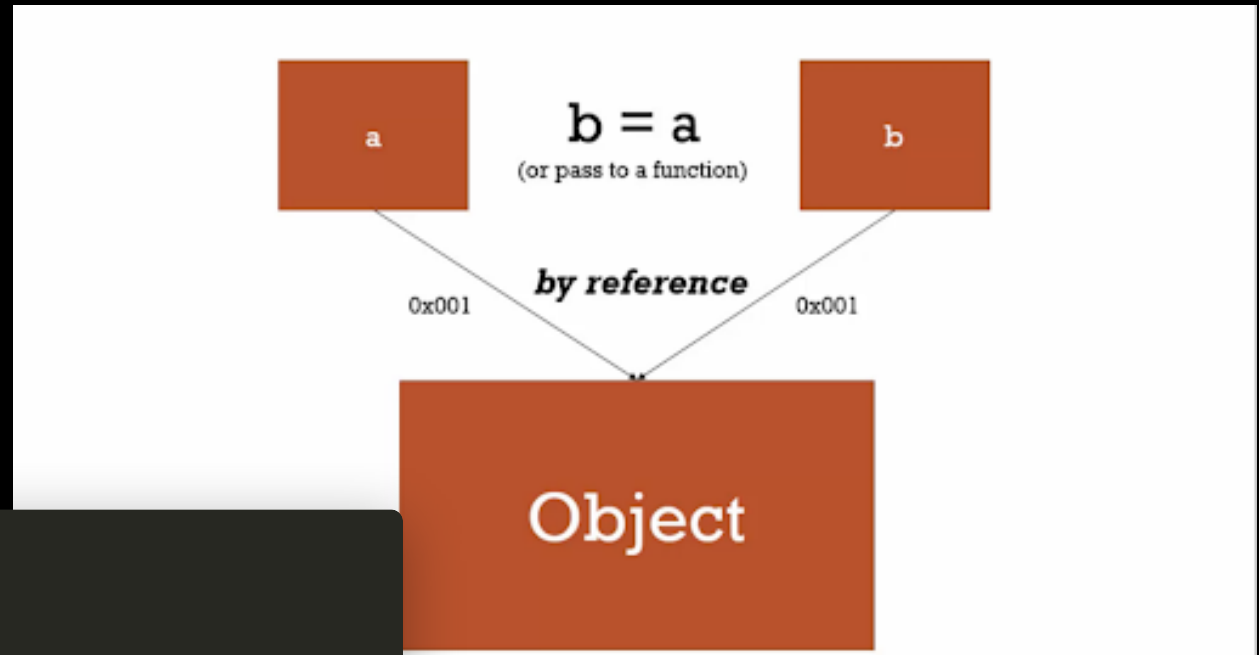 a
b = a
b
(or pass to a function)
by reference
0x001
0x001
Object